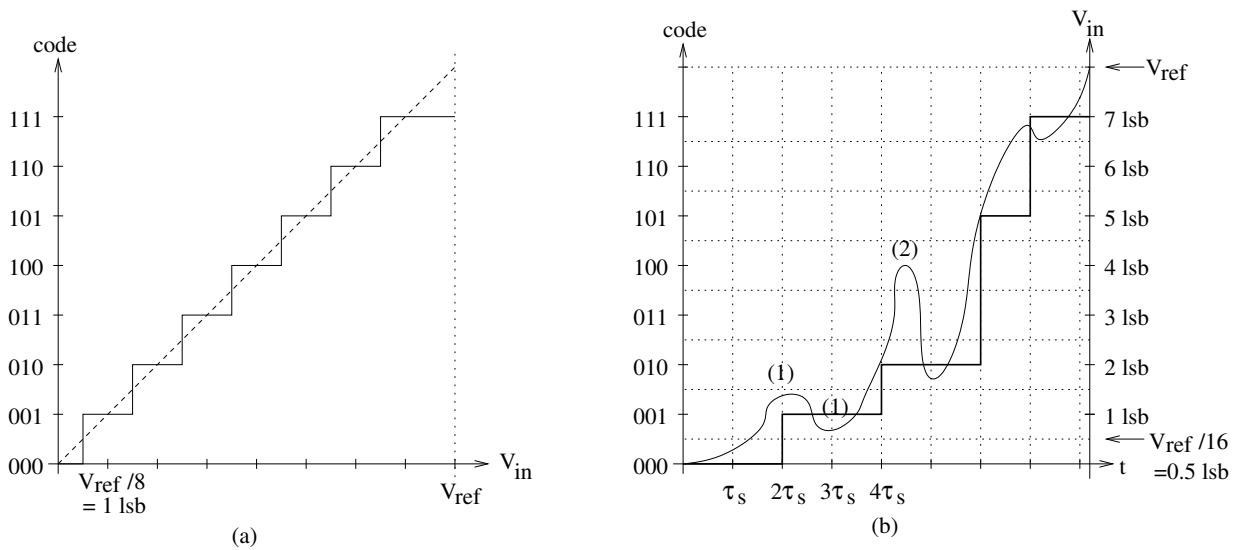 code
111
110
101
100
011
010
001
000
V_ref /8
= 1 lsb
V_ref
V_in
(a)
code
V_in
V_ref
111
7 lsb
110
6 lsb
101
5 lsb
100
(2)
4 lsb
011
3 lsb
010
(1)
2 lsb
001
(1)
1 lsb
V_ref /16
=0.5 lsb
000
t
τ_s
2τ_s
3τ_s
4τ_s
(b)